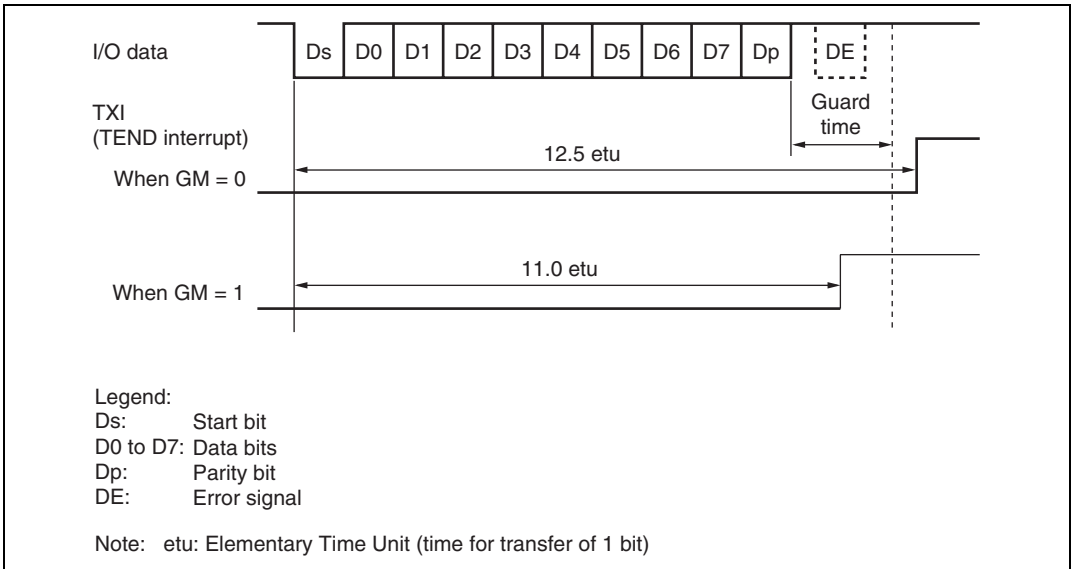 I/O data
Ds D0 D1 D2 D3 D4 D5 D6 D7 Dp DE
Guard
time
TXI
(TEND interrupt)
12.5 etu
When GM = 0
11.0 etu
When GM = 1
Legend:
Ds: Start bit
D0 to D7: Data bits
Dp: Parity bit
DE: Error signal
Note: etu: Elementary Time Unit (time for transfer of 1 bit)